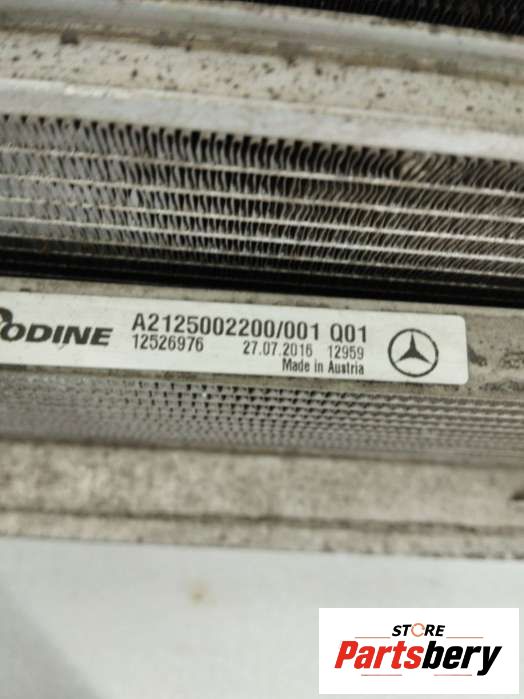 ODINE A2125002200/001 Q01
12526976 27.07.2016 12959
Made in Austria
STORE
Partsbery